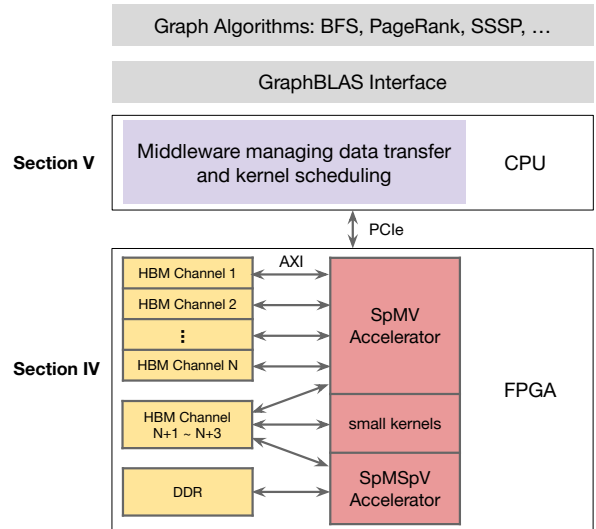 Graph Algorithms: BFS, PageRank, SSSP, ...
GraphBLAS Interface
Section V
Middleware managing data transfer
and kernel scheduling
CPU
PCIe
Section IV
HBM Channel 1
AXI
HBM Channel 2
⋮
HBM Channel N
SpMV
Accelerator
FPGA
HBM Channel
N+1 ~ N+3
small kernels
DDR
SpMSpV
Accelerator